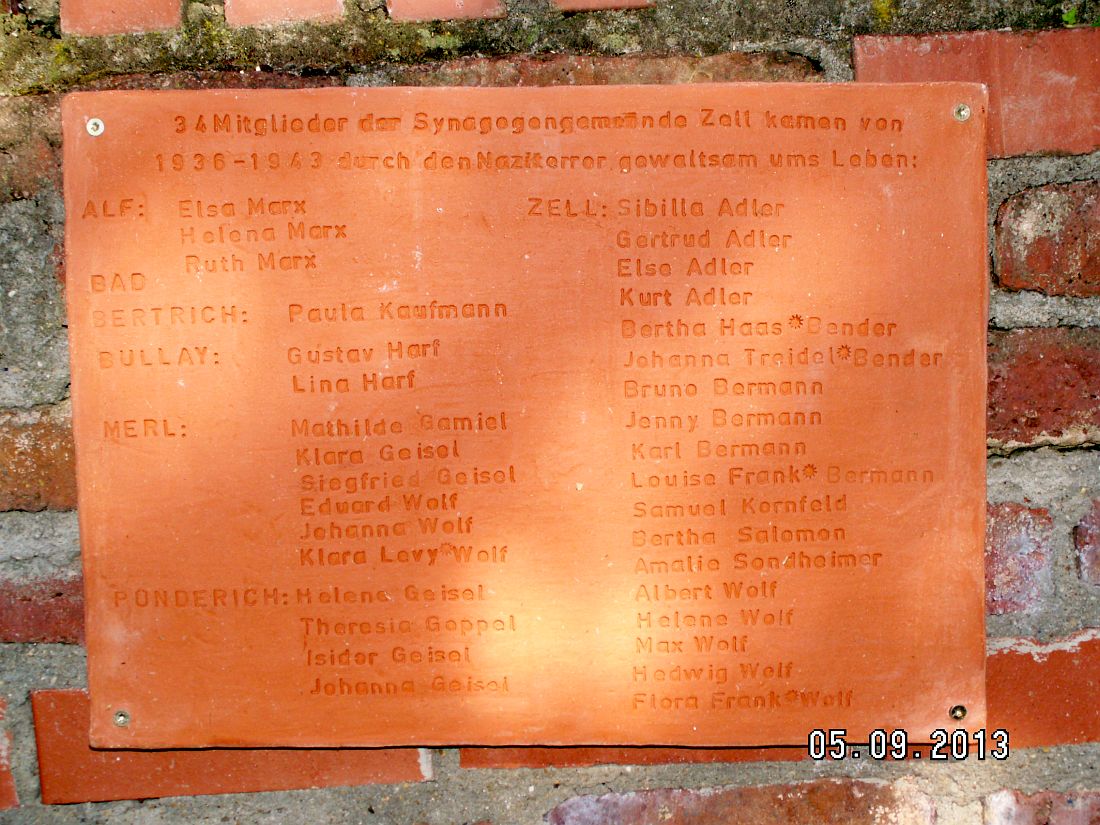 34 Mitglieder der Synagogengemeinde Zell kamen von
1936-1943 durch den Naziterror gewaltsam ums Leben:
ALF: Elsa Marx
Helena Marx
Ruth Marx
BAD
BERTRICH: Paula Kaufmann
BULLAY: Gustav Harf
Lina Harf
MERL: Mathilde Gamiel
Klara Geisel
Siegfried Geisel
Eduard Wolf
Johanna Wolf
Klara Levy*Wolf
PÜNDERICH: Helene Geisel
Theresia Goppel
Isidor Geisel
Johanna Geisel
ZELL: Sibilla Adler
Gertrud Adler
Else Adler
Kurt Adler
Bertha Haas*Bender
Johanna Treidel*Bender
Bruno Bermann
Jenny Bermann
Karl Bermann
Louise Frank*Bermann
Samuel Kornfeld
Bertha Salomon
Amalie Sondheimer
Albert Wolf
Helene Wolf
Max Wolf
Hedwig Wolf
Flora Frank*Wolf
05.09.2013